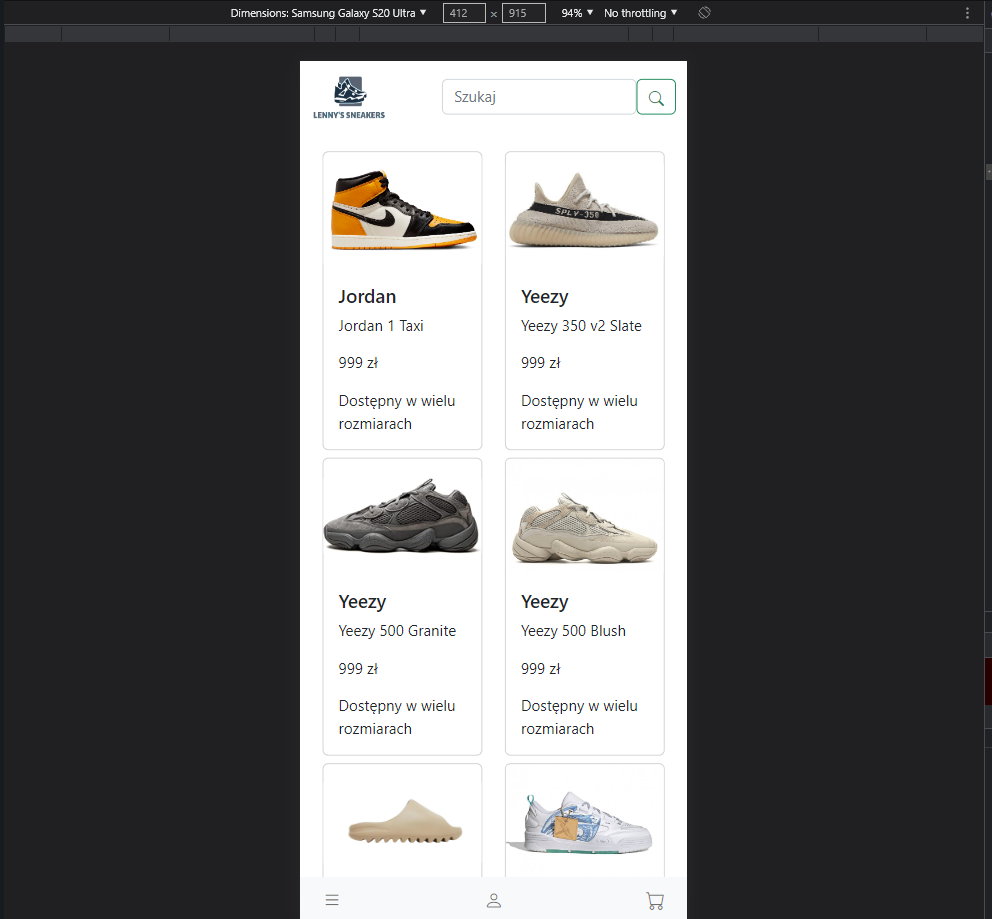 Dimensions: Samsung Galaxy S20 Ultra 412 × 915 94% No throttling
LENNY'S SNEAKERS
Szukaj
SPLY-350
Jordan
Jordan 1 Taxi
999 zł
Dostępny w wielu
rozmiarach
Yeezy
Yeezy 350 v2 Slate
999 zł
Dostępny w wielu
rozmiarach
Yeezy
Yeezy 500 Granite
999 zł
Dostępny w wielu
rozmiarach
Yeezy
Yeezy 500 Blush
999 zł
Dostępny w wielu
rozmiarach